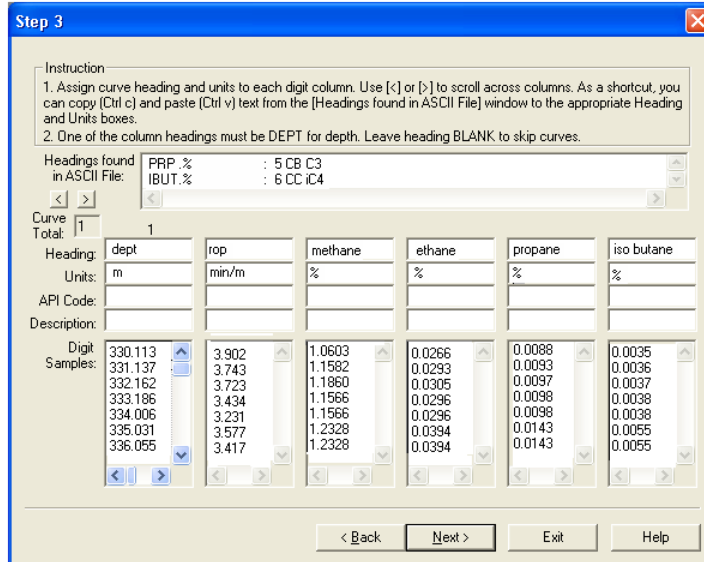 Step 3
Instruction
1. Assign curve heading and units to each digit column. Use [<] or [>] to scroll across columns. As a shortcut, you
can copy (Ctrl c) and paste (Ctrl v) text from the [Headings found in ASCII File] window to the appropriate Heading
and Units boxes.
2. One of the column headings must be DEPT for depth. Leave heading BLANK to skip curves.
Headings found
in ASCII File:
PRP .% : 5 CB C3
IBUT .% : 6 CC iC4
< >
Curve
Total: 1 1
Heading: dept rop methane ethane propane iso butane
Units: m min/m % % % %
API Code:
Description:
Digit
Samples:
330.113 3.902 1.0603 0.0266 0.0088 0.0035
331.137 3.743 1.1582 0.0293 0.0093 0.0036
332.162 3.723 1.1860 0.0305 0.0097 0.0037
333.186 3.434 1.1566 0.0296 0.0098 0.0038
334.006 3.231 1.1566 0.0296 0.0098 0.0038
335.031 3.577 1.2328 0.0394 0.0143 0.0055
336.055 3.417 1.2328 0.0394 0.0143 0.0055
< Back Next > Exit Help